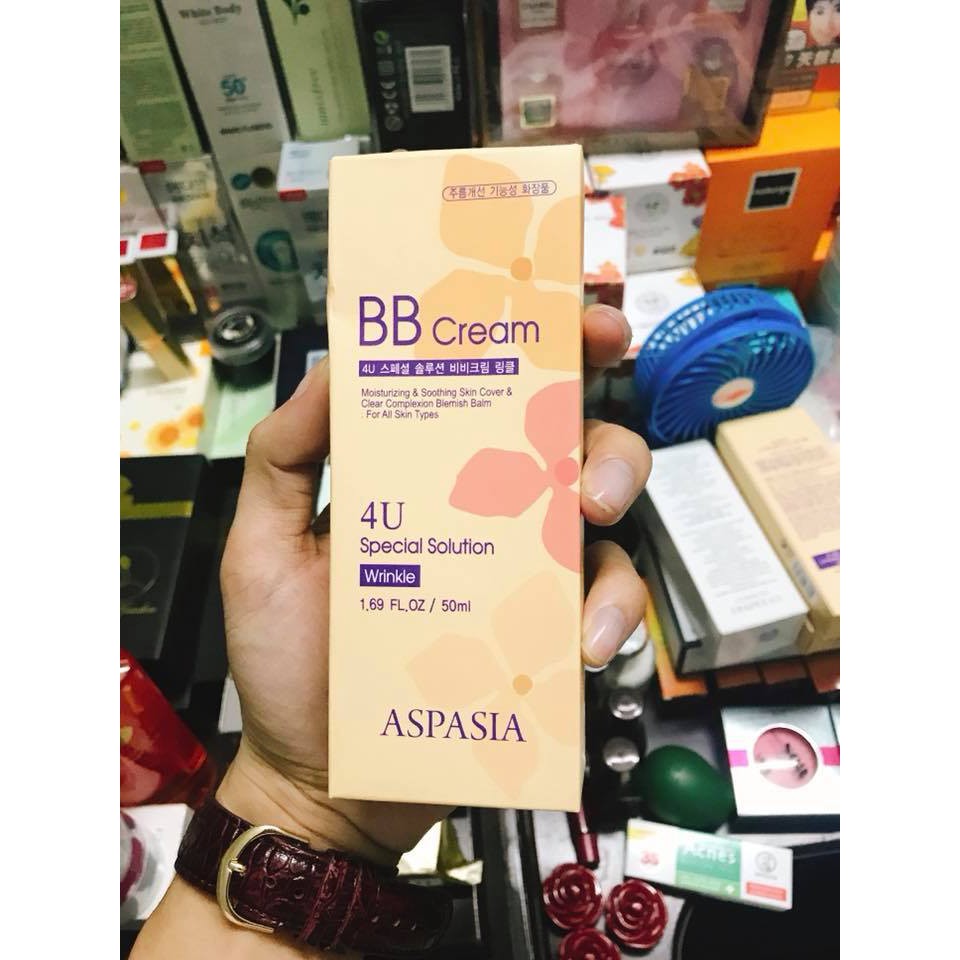 White Body
50
CHANEL
주름개선 기능성 화장품
BB Cream
4U 스페셜 솔루션 비비크림 링클
Moisturizing & Soothing Skin Cover &
Clear Complexion Blemish Balm
: For All Skin Types
4U
Special Solution
Wrinkle
1.69 FL.OZ / 50ml
ASPASIA
Acnes